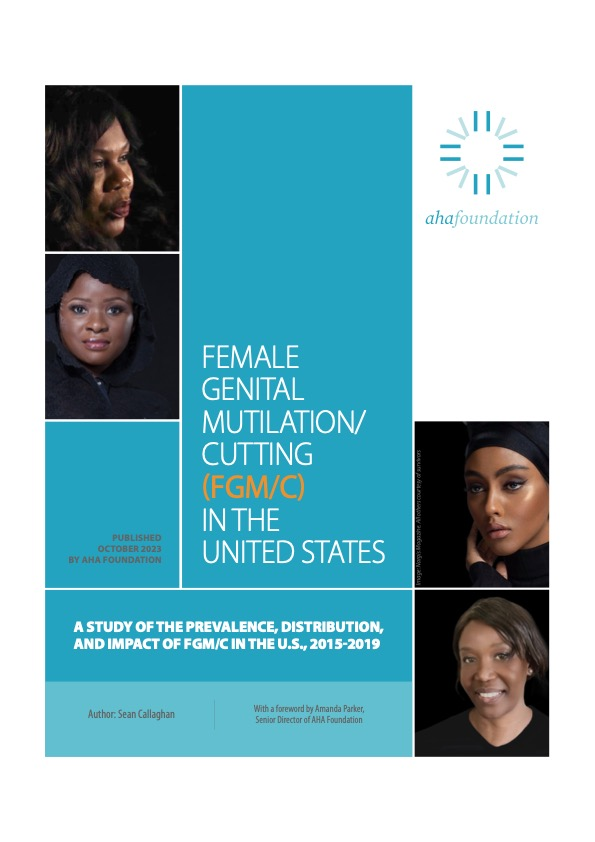 ahafoundation
FEMALE
GENITAL
MUTILATION/
CUTTING
(FGM/C)
IN THE
UNITED STATES
PUBLISHED
OCTOBER 2023
BY AHA FOUNDATION
Image: Nargis Magazine. All others courtesy of survivors
A STUDY OF THE PREVALENCE, DISTRIBUTION,
AND IMPACT OF FGM/C IN THE U.S., 2015-2019
Author: Sean Callaghan
With a foreword by Amanda Parker,
Senior Director of AHA Foundation